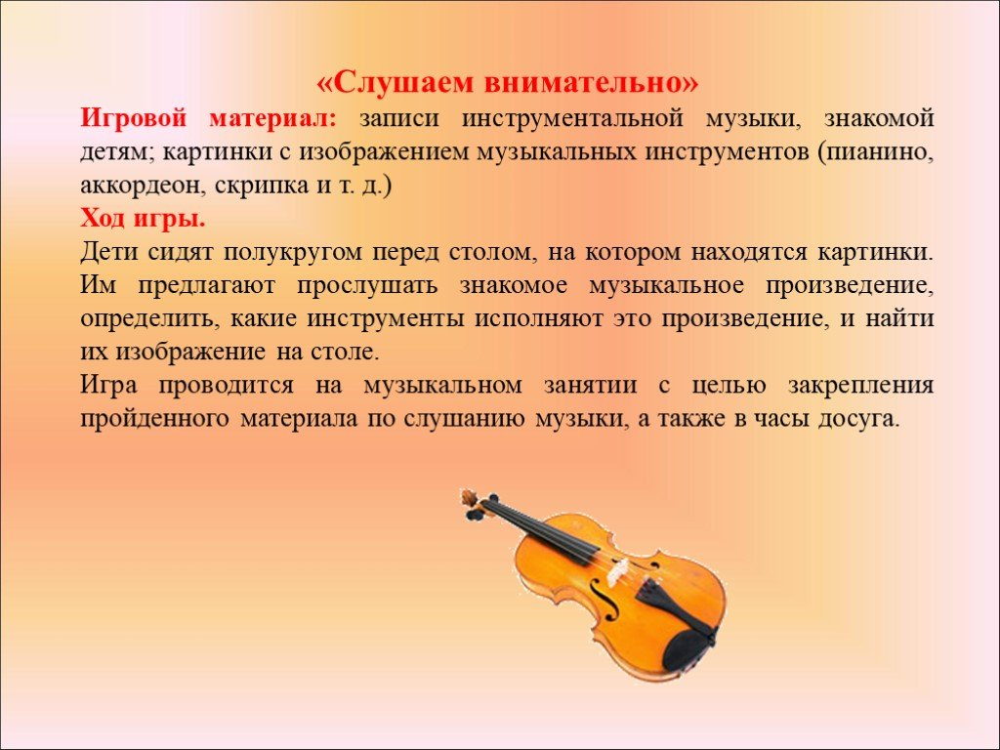 «Слушаем внимательно»
Игровой материал: записи инструментальной музыки, знакомой
детям; картинки с изображением музыкальных инструментов (пианино,
аккордеон, скрипка и т. д.)
Ход игры.
Дети сидят полукругом перед столом, на котором находятся картинки.
Им предлагают прослушать знакомое музыкальное произведение,
определить, какие инструменты исполняют это произведение, и найти
их изображение на столе.
Игра проводится на музыкальном занятии с целью закрепления
пройденного материала по слушанию музыки, а также в часы досуга.